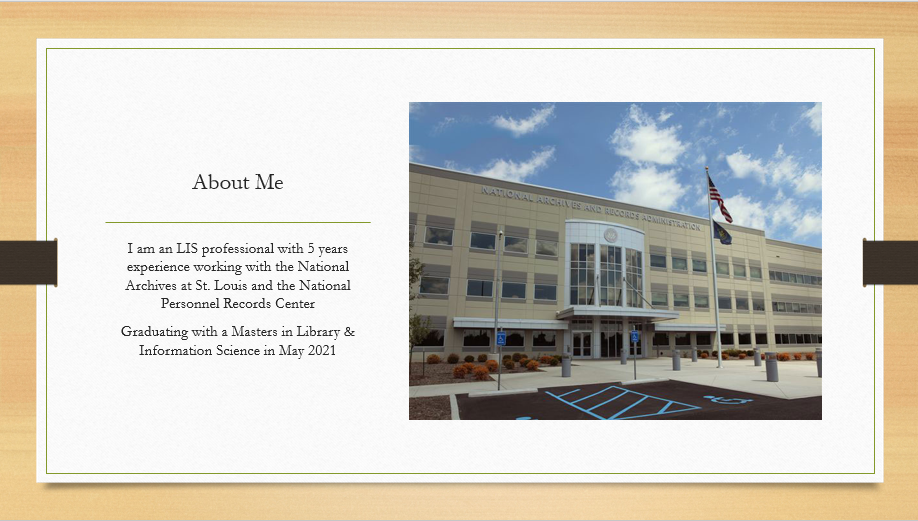 About Me
I am an LIS professional with 5 years
experience working with the National
Archives at St. Louis and the National
Personnel Records Center
Graduating with a Masters in Library &
Information Science in May 2021
NATIONAL ARCHIVES AND RECORDS ADMINISTRATION